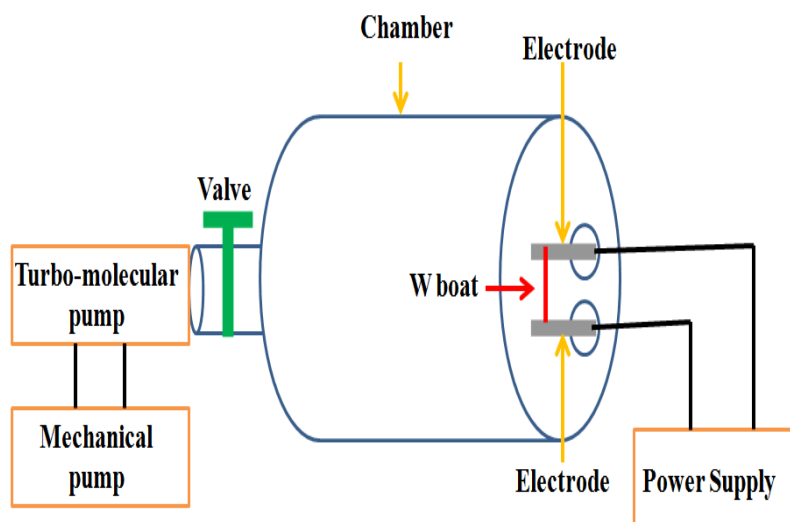 Chamber
Electrode
Valve
Turbo-molecular
pump
W boat
Mechanical
pump
Electrode
Power Supply